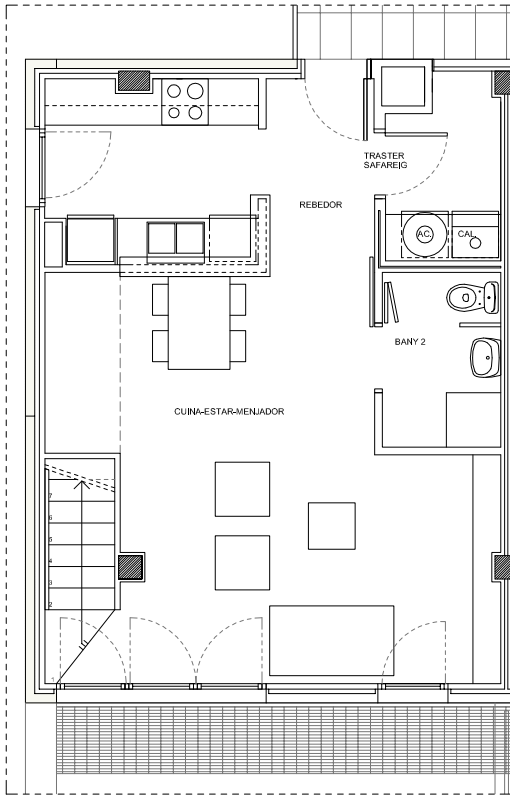 TRASTER
SAFAREIG
REBEDOR
AC.
CAL.
BANY 2
CUINA-ESTAR-MENJADOR
7
6
5
4
3
2
1